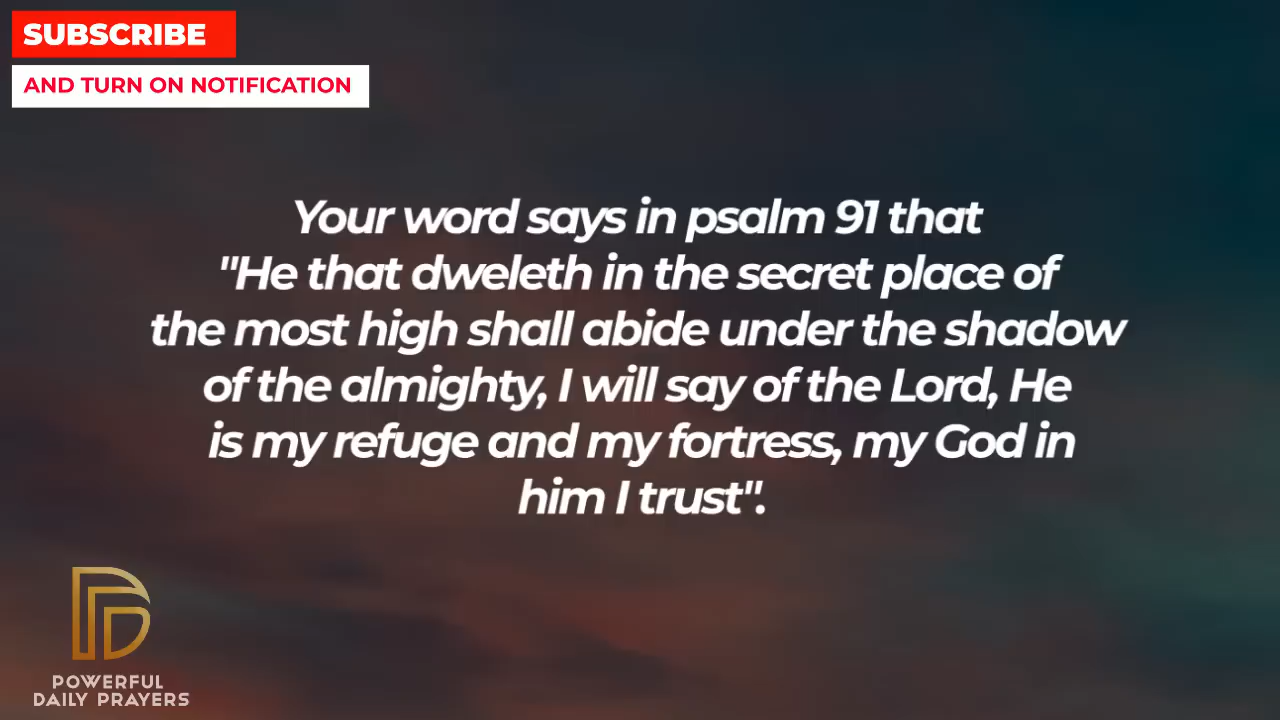 SUBSCRIBE
AND TURN ON NOTIFICATION
Your word says in psalm 91 that
"He that dweleth in the secret place of
the most high shall abide under the shadow
of the almighty, I will say of the Lord, He
is my refuge and my fortress, my God in
him I trust".
POWERFUL
DAILY PRAYERS